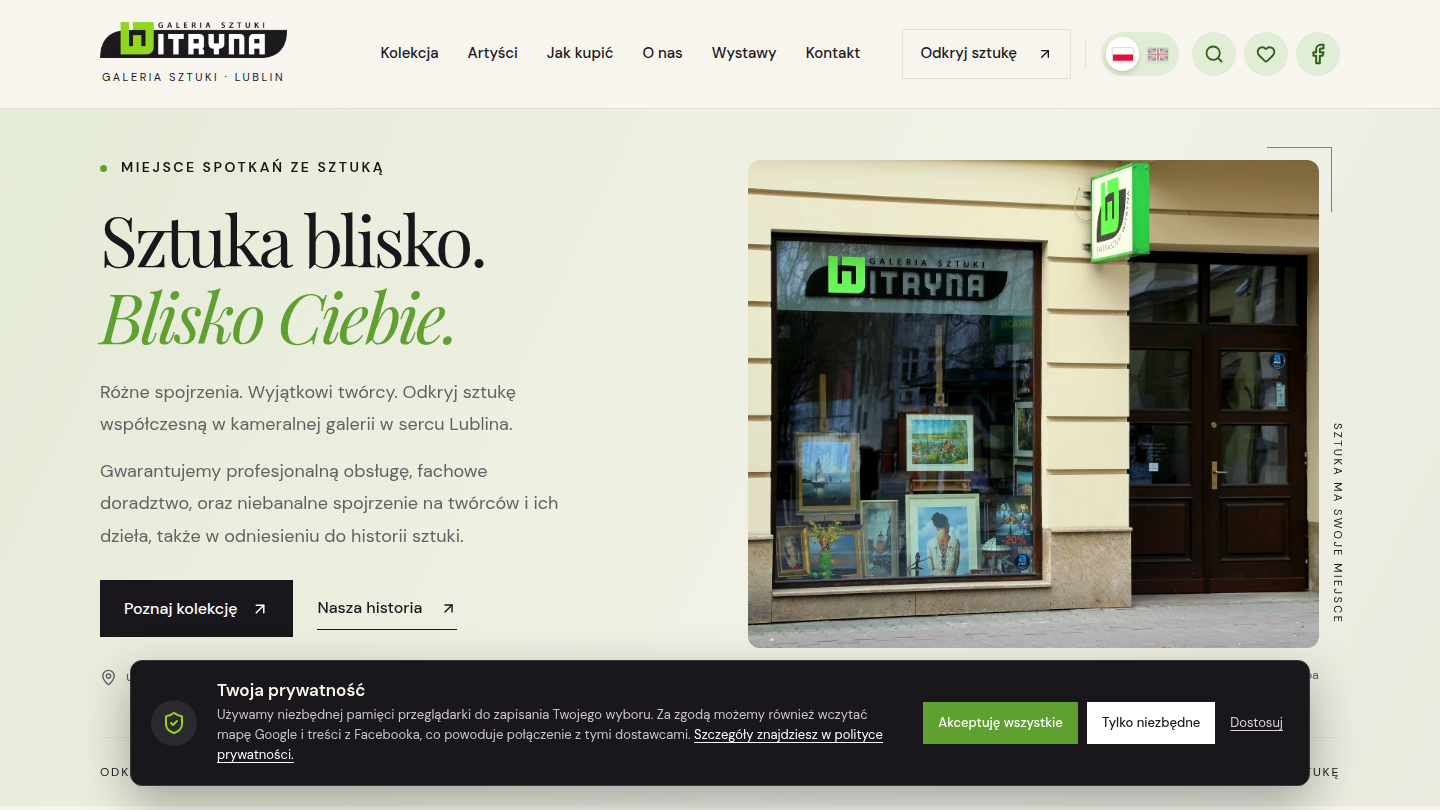 GALERIA SZTUKI
WITRYNA
GALERIA SZTUKI · LUBLIN
Kolekcja
Artyści
Jak kupić
O nas
Wystawy
Kontakt
Odkryj sztukę
MIEJSCE SPOTKAŃ ZE SZTUKĄ
Sztuka blisko.
Blisko Ciebie.
Różne spojrzenia. Wyjątkowi twórcy. Odkryj sztukę
współczesną w kameralnej galerii w sercu Lublina.
Gwarantujemy profesjonalną obsługę, fachowe
doradztwo, oraz niebanalne spojrzenie na twórców i ich
dzieła, także w odniesieniu do historii sztuki.
Poznaj kolekcję
Nasza historia
GALERIA SZTUKI
WITRYNA
-20%
SZTUKA MA SWOJE MIEJSCE
Twoja prywatność
Używamy niezbędnej pamięci przeglądarki do zapisania Twojego wyboru. Za zgodą możemy również wczytać
mapę Google i treści z Facebooka, co powoduje połączenie z tymi dostawcami. Szczegóły znajdziesz w polityce
prywatności.
Akceptuję wszystkie
Tylko niezbędne
Dostosuj